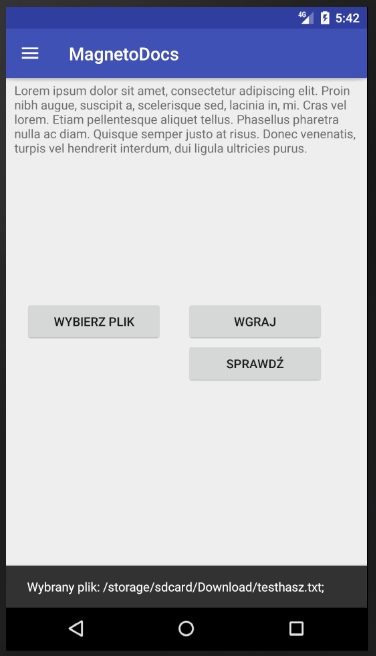 4G 5:42
MagnetoDocs
Lorem ipsum dolor sit amet, consectetur adipiscing elit. Proin
nibh augue, suscipit a, scelerisque sed, lacinia in, mi. Cras vel
lorem. Etiam pellentesque aliquet tellus. Phasellus pharetra
nulla ac diam. Quisque semper justo at risus. Donec venenatis,
turpis vel hendrerit interdum, dui ligula ultricies purus.
WYBIERZ PLIK WGRAJ
SPRAWDŹ
Wybrany plik: /storage/sdcard/Download/testhasz.txt;